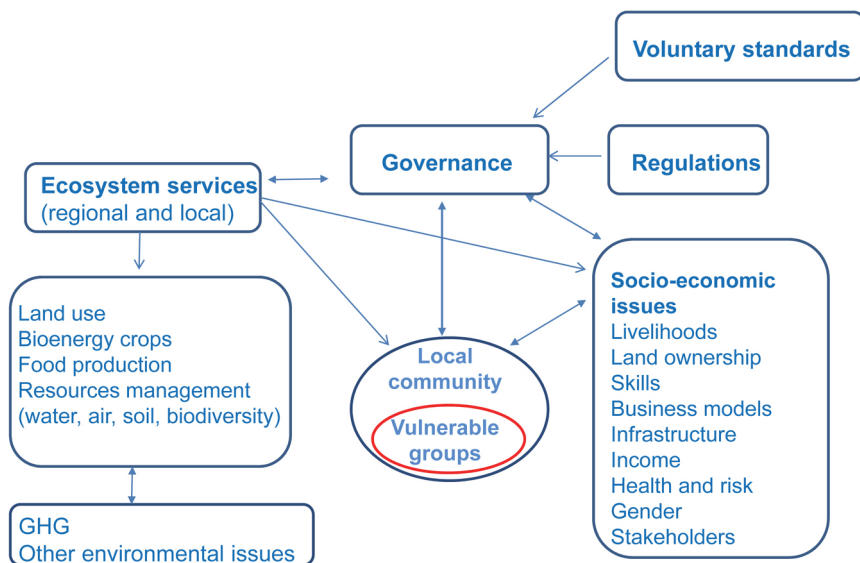 Voluntary standards
Governance
Regulations
Ecosystem services
(regional and local)
Land use
Bioenergy crops
Food production
Resources management
(water, air, soil, biodiversity)
GHG
Other environmental issues
Local
community
Vulnerable
groups
Socio-economic
issues
Livelihoods
Land ownership
Skills
Business models
Infrastructure
Income
Health and risk
Gender
Stakeholders